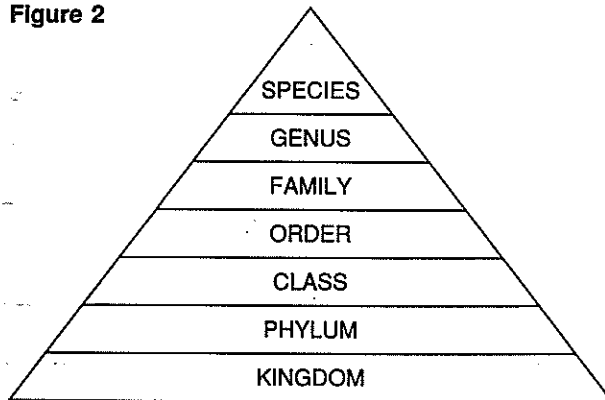 Figure 2
SPECIES
GENUS
FAMILY
ORDER
CLASS
PHYLUM
KINGDOM